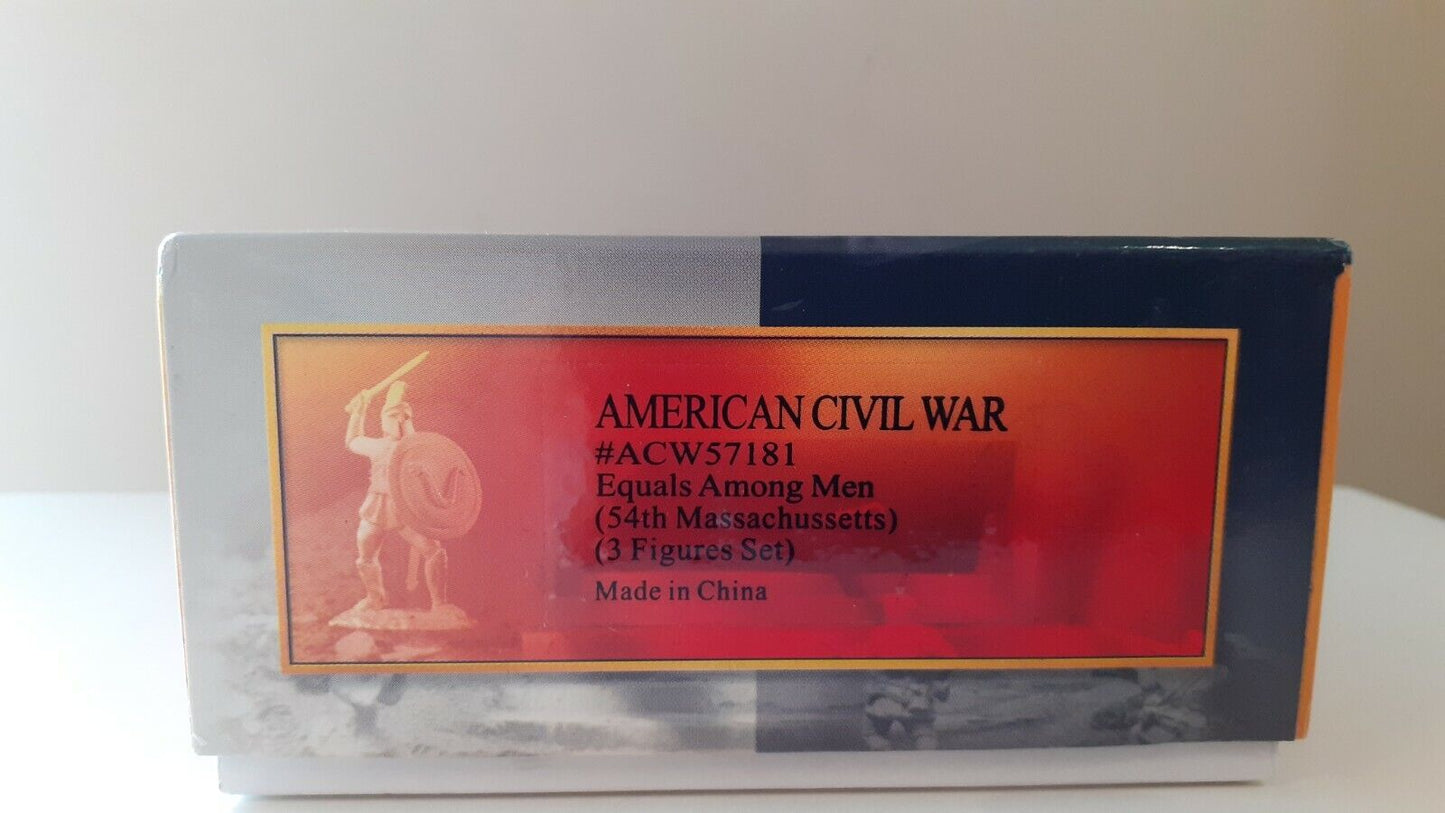 AMERICAN CIVIL WAR
#ACW57181
Equals Among Men
(54th Massachussetts)
(3 Figures Set)
Made in China